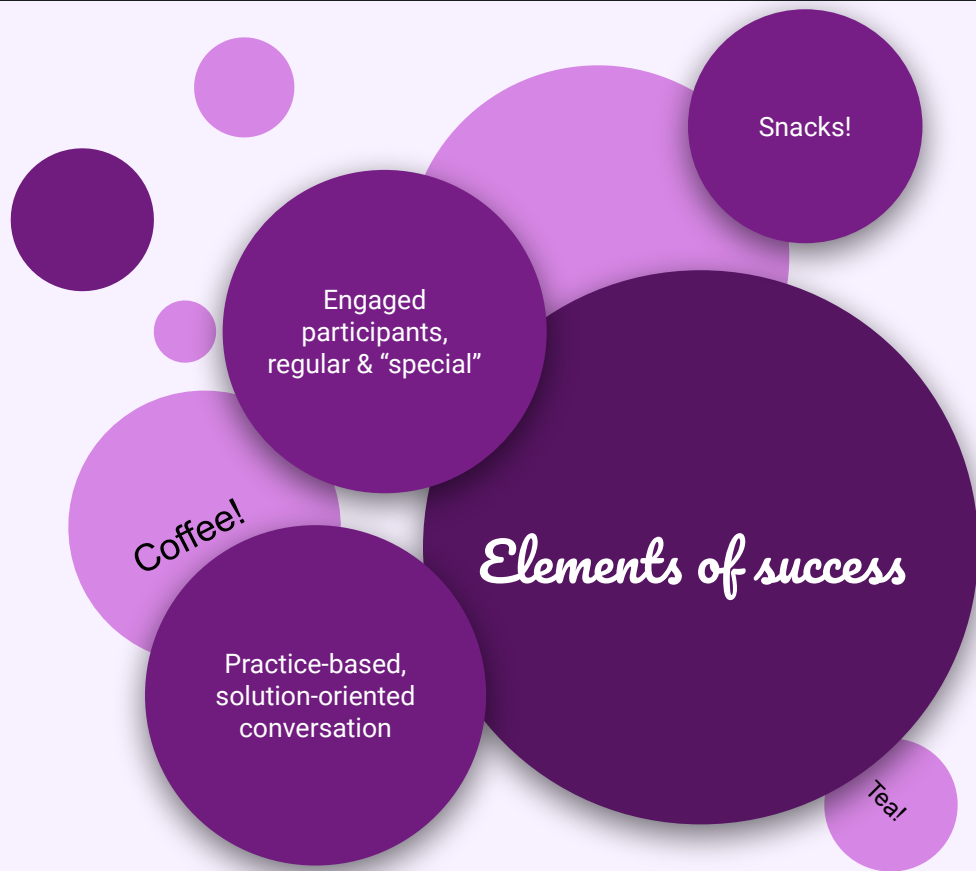 Snacks!
Engaged
participants,
regular & “special”
Coffee!
Elements of success
Practice-based,
solution-oriented
conversation
Tea!